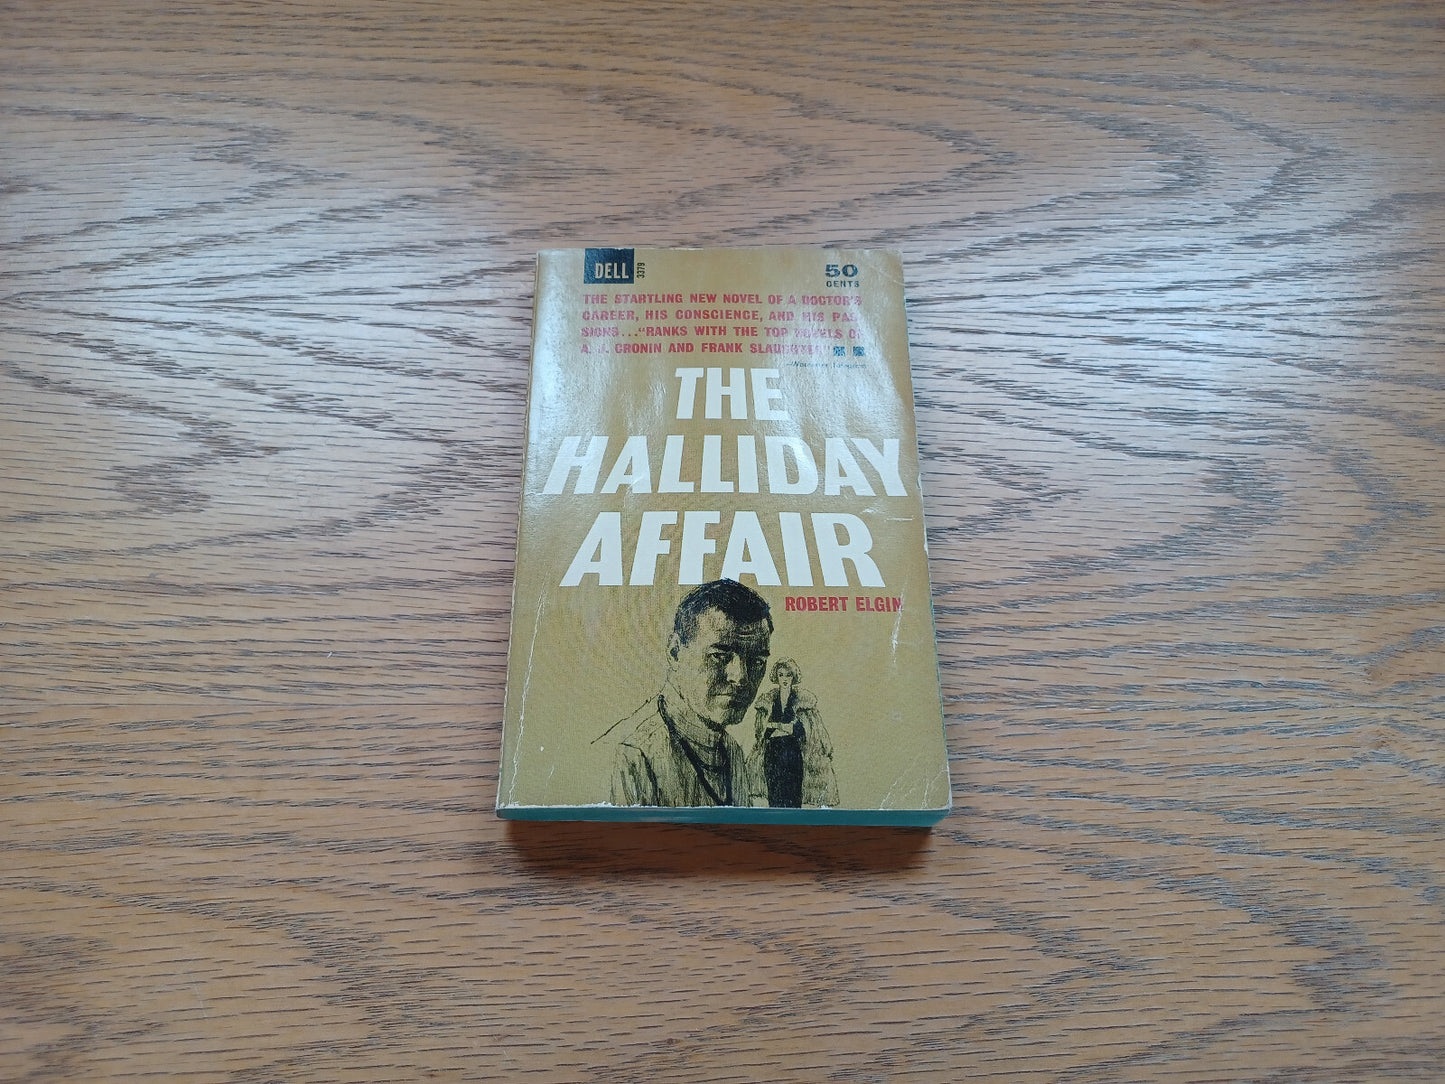 DELL
3379
50
CENTS
THE STARTLING NEW NOVEL OF A DOCTOR'S
CAREER, HIS CONSCIENCE, AND HIS PAS-
SIONS..."RANKS WITH THE TOP NOVELS OF
A. J. CRONIN AND FRANK SLAUGHTER"
THE
HALLIDAY
AFFAIR
ROBERT ELGIN